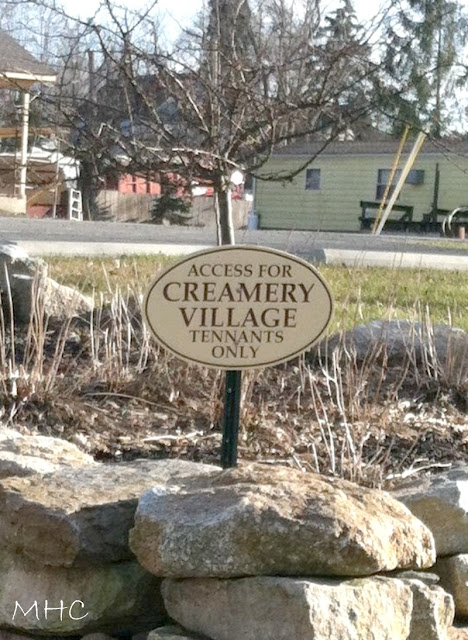 ACCESS FOR
CREAMERY
VILLAGE
TENNANTS
ONLY
MHC